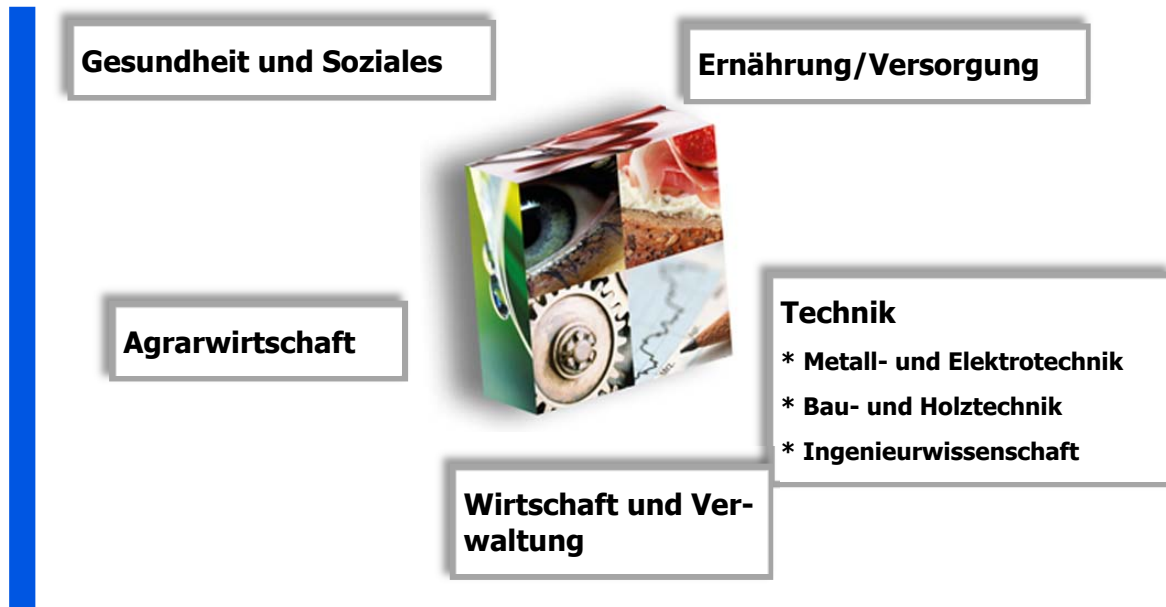 Gesundheit und Soziales
Ernährung/Versorgung
Agrarwirtschaft
Technik
* Metall- und Elektrotechnik
* Bau- und Holztechnik
* Ingenieurwissenschaft
Wirtschaft und Ver-
waltung